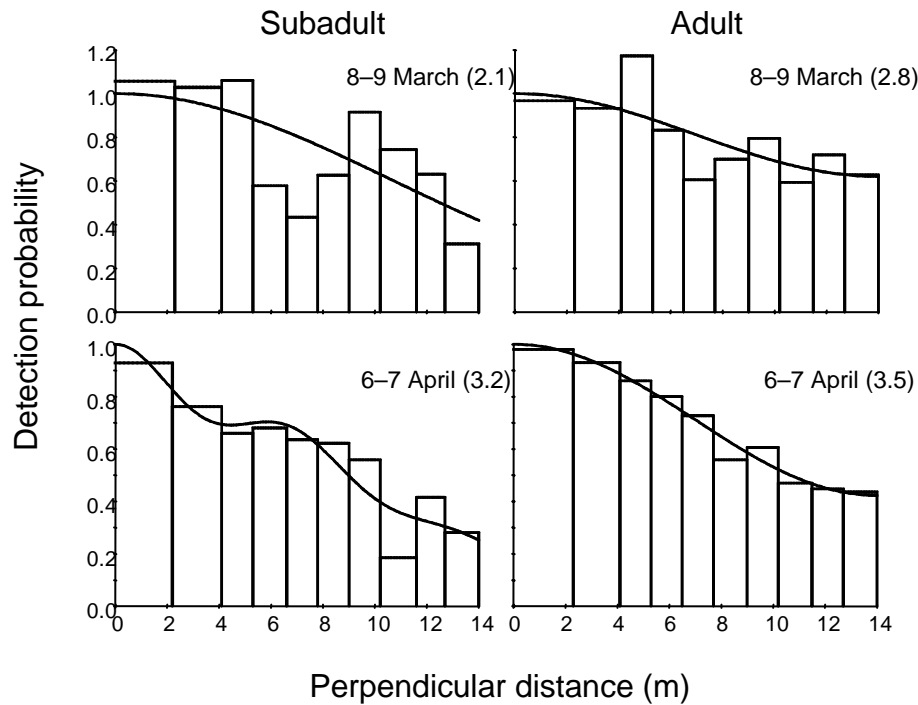 Subadult
Adult
Detection probability
1.2
1.0
0.8
0.6
0.4
0.2
0.0
8–9 March (2.1)
8–9 March (2.8)
1.0
0.8
0.6
0.4
0.2
0.0
6–7 April (3.2)
6–7 April (3.5)
0 2 4 6 8 10 12 14
0 2 4 6 8 10 12 14
Perpendicular distance (m)